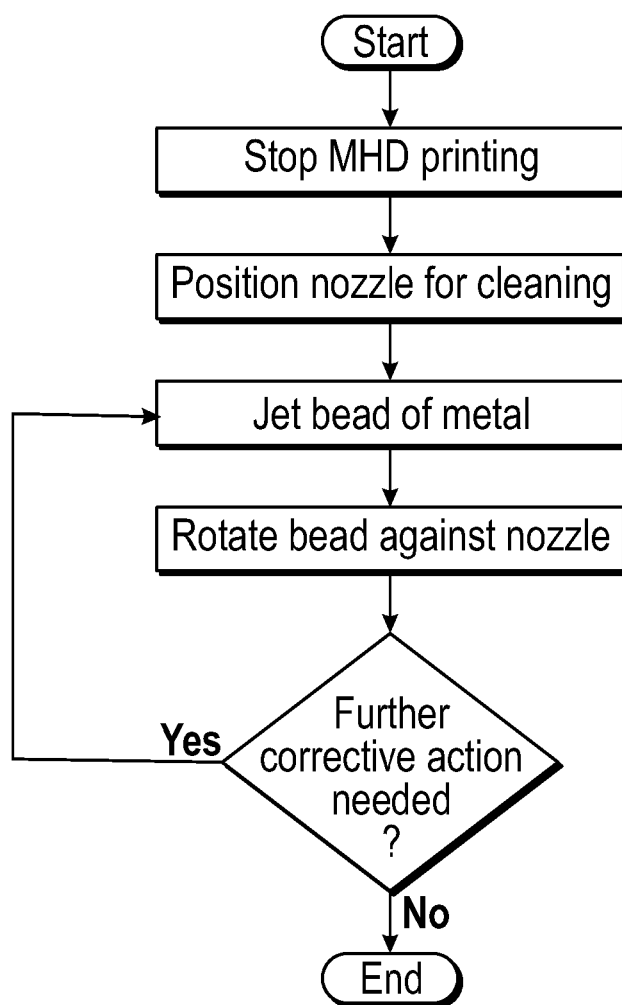 Start
Stop MHD printing
Position nozzle for cleaning
Jet bead of metal
Rotate bead against nozzle
Further
corrective action
needed
?
Yes
No
End